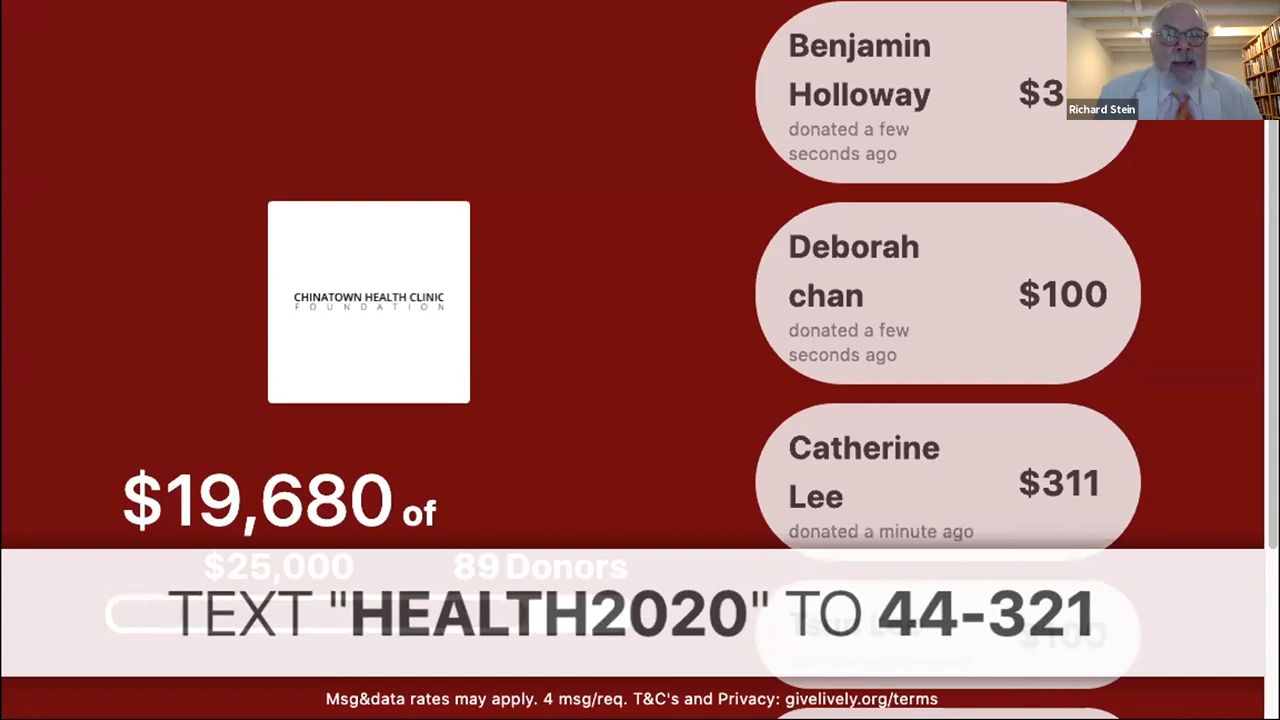 Benjamin
Holloway
$3
donated a few
seconds ago
Richard Stein
Deborah
chan
$100
donated a few
seconds ago
CHINATOWN HEALTH CLINIC
FOUNDATION
Catherine
Lee
$311
donated a minute ago
$19,680 of
$25,000
89 Donors
TEXT "HEALTH2020" TO 44-321
Msg&data rates may apply. 4 msg/req. T&C's and Privacy: givelively.org/terms